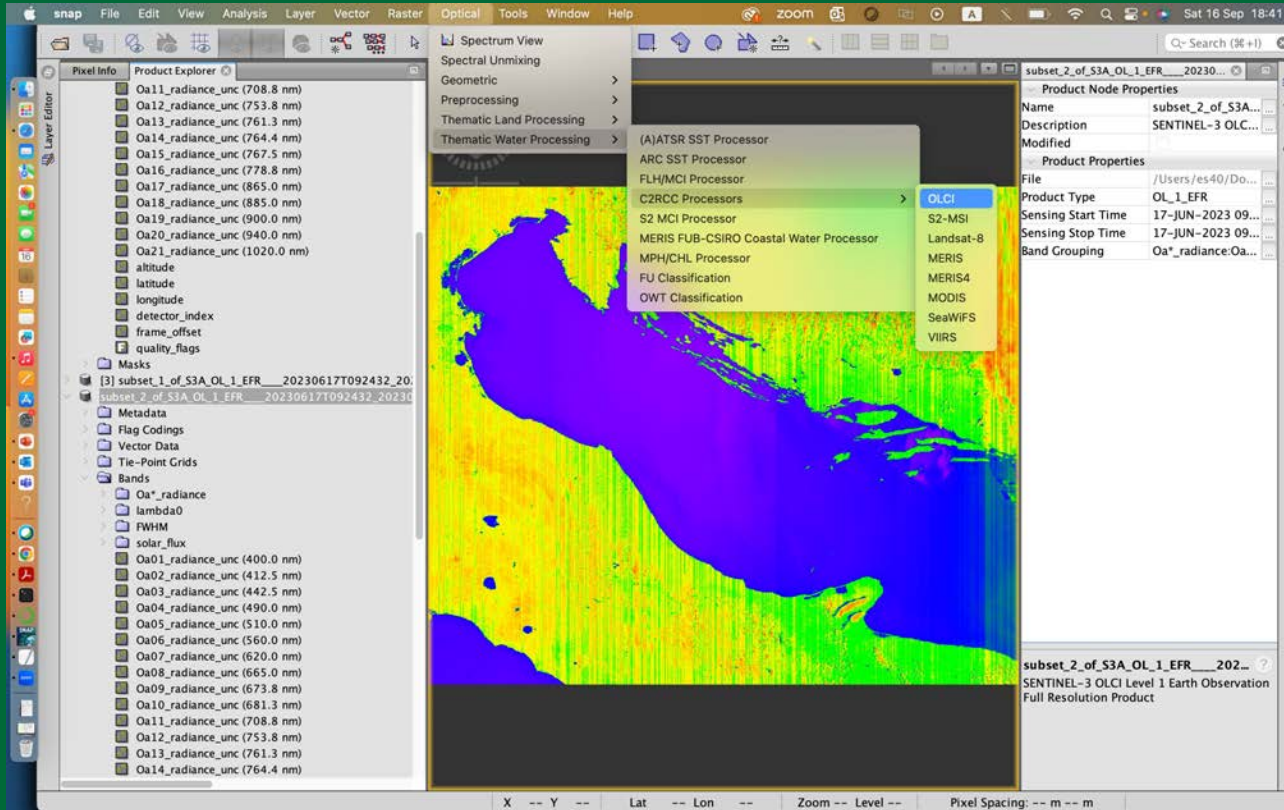 snap File Edit View Analysis Layer Vector Raster Optical Tools Window Help zoom A Sat 16 Sep 18:41
Search (⌘+I)
Pixel Info Product Explorer
Layer Editor
Oa11_radiance_unc (708.8 nm)
Oa12_radiance_unc (753.8 nm)
Oa13_radiance_unc (761.3 nm)
Oa14_radiance_unc (764.4 nm)
Oa15_radiance_unc (767.5 nm)
Oa16_radiance_unc (778.8 nm)
Oa17_radiance_unc (865.0 nm)
Oa18_radiance_unc (885.0 nm)
Oa19_radiance_unc (900.0 nm)
Oa20_radiance_unc (940.0 nm)
Oa21_radiance_unc (1020.0 nm)
altitude
latitude
longitude
detector_index
frame_offset
quality_flags
Masks
[3] subset_1_of_S3A_OL_1_EFR____20230617T092432_20
subset_2_of_S3A_OL_1_EFR____20230617T092432_20230
Metadata
Flag Codings
Vector Data
Tie-Point Grids
Bands
Oa*_radiance
lambda0
FWHM
solar_flux
Oa01_radiance_unc (400.0 nm)
Oa02_radiance_unc (412.5 nm)
Oa03_radiance_unc (442.5 nm)
Oa04_radiance_unc (490.0 nm)
Oa05_radiance_unc (510.0 nm)
Oa06_radiance_unc (560.0 nm)
Oa07_radiance_unc (620.0 nm)
Oa08_radiance_unc (665.0 nm)
Oa09_radiance_unc (673.8 nm)
Oa10_radiance_unc (681.3 nm)
Oa11_radiance_unc (708.8 nm)
Oa12_radiance_unc (753.8 nm)
Oa13_radiance_unc (761.3 nm)
Oa14_radiance_unc (764.4 nm)
Spectrum View
Spectral Unmixing
Geometric
Preprocessing
Thematic Land Processing
Thematic Water Processing
(A)ATSR SST Processor
ARC SST Processor
FLH/MCI Processor
C2RCC Processors
S2 MCI Processor
MERIS FUB-CSIRO Coastal Water Processor
MPH/CHL Processor
FU Classification
OWT Classification
OLCI
S2-MSI
Landsat-8
MERIS
MERIS4
MODIS
SeaWiFS
VIIRS
subset_2_of_S3A_OL_1_EFR____20230...
Product Node Properties
Name subset_2_of_S3A...
Description SENTINEL-3 OLC...
Modified
Product Properties
File /Users/es40/Do...
Product Type OL_1_EFR
Sensing Start Time 17-JUN-2023 09...
Sensing Stop Time 17-JUN-2023 09...
Band Grouping Oa*_radiance:Oa...
subset_2_of_S3A_OL_1_EFR____202... ?
SENTINEL-3 OLCI Level 1 Earth Observation
Full Resolution Product
X -- Y -- Lat -- Lon -- Zoom -- Level -- Pixel Spacing: -- m -- m